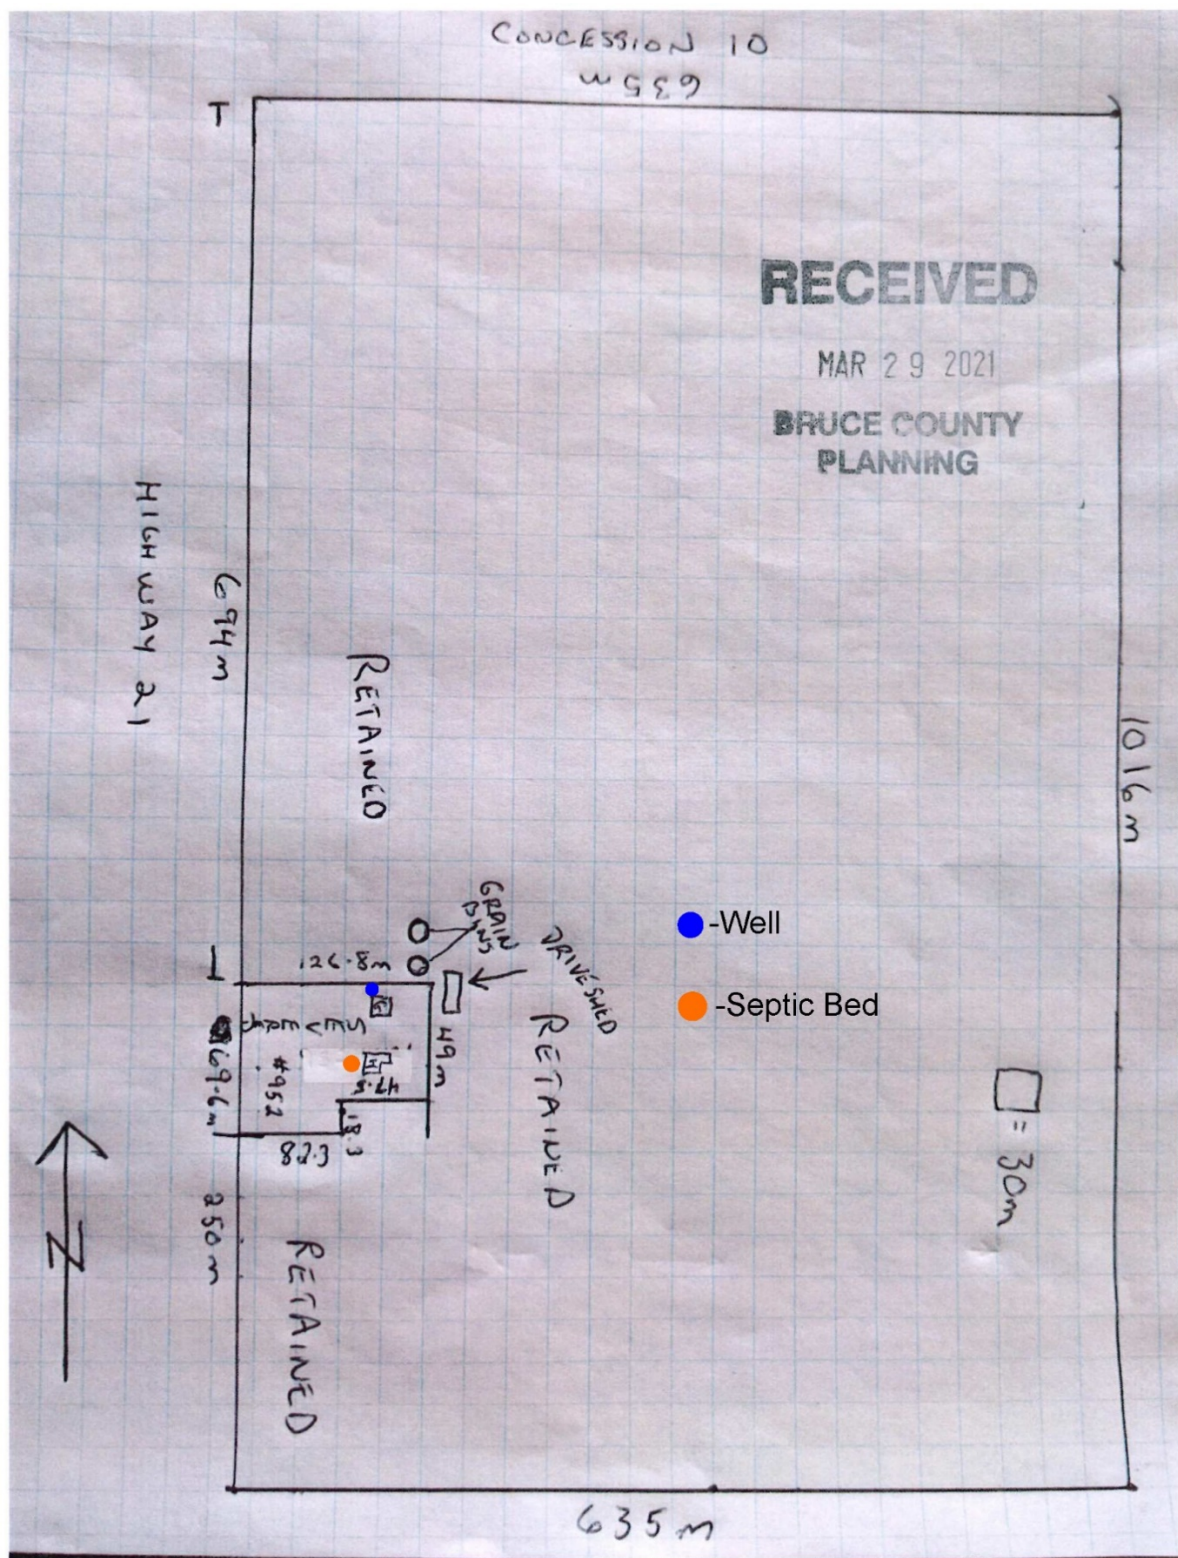 CONCESSION 10
635m
RECEIVED
MAR 29 2021
BRUCE COUNTY
PLANNING
HIGHWAY 21
694m
RETAINED
1016m
GRAIN
BINS
DRIVESHED
-Well
-Septic Bed
126.8m
G
SEVER
49m
RETAINED
69.6m
#952
H
47.5
18.3
82.3
= 30m
N
250m
RETAINED
635m